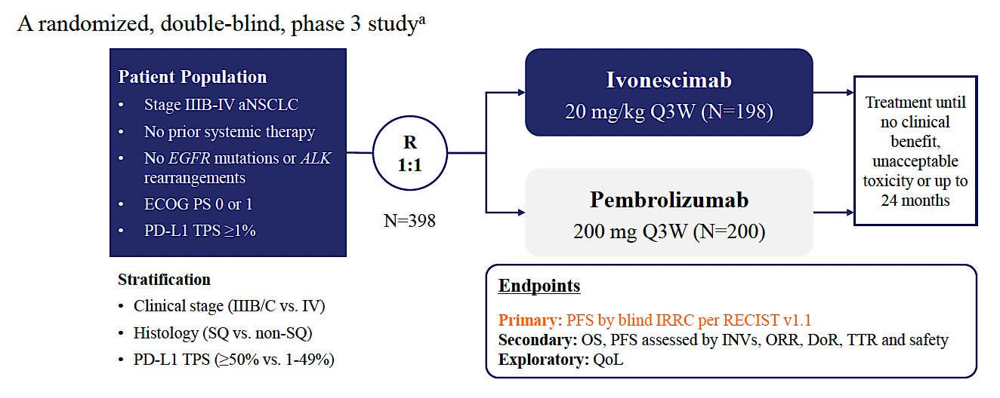 A randomized, double-blind, phase 3 studyᵃ
Patient Population
• Stage IIIB-IV aNSCLC
• No prior systemic therapy
• No EGFR mutations or ALK
rearrangements
• ECOG PS 0 or 1
• PD-L1 TPS ≥1%
Stratification
• Clinical stage (IIIB/C vs. IV)
• Histology (SQ vs. non-SQ)
• PD-L1 TPS (≥50% vs. 1-49%)
R
1:1
N=398
Ivonescimab
20 mg/kg Q3W (N=198)
Pembrolizumab
200 mg Q3W (N=200)
Treatment until
no clinical
benefit,
unacceptable
toxicity or up to
24 months
Endpoints
Primary: PFS by blind IRRC per RECIST v1.1
Secondary: OS, PFS assessed by INVs, ORR, DoR, TTR and safety
Exploratory: QoL